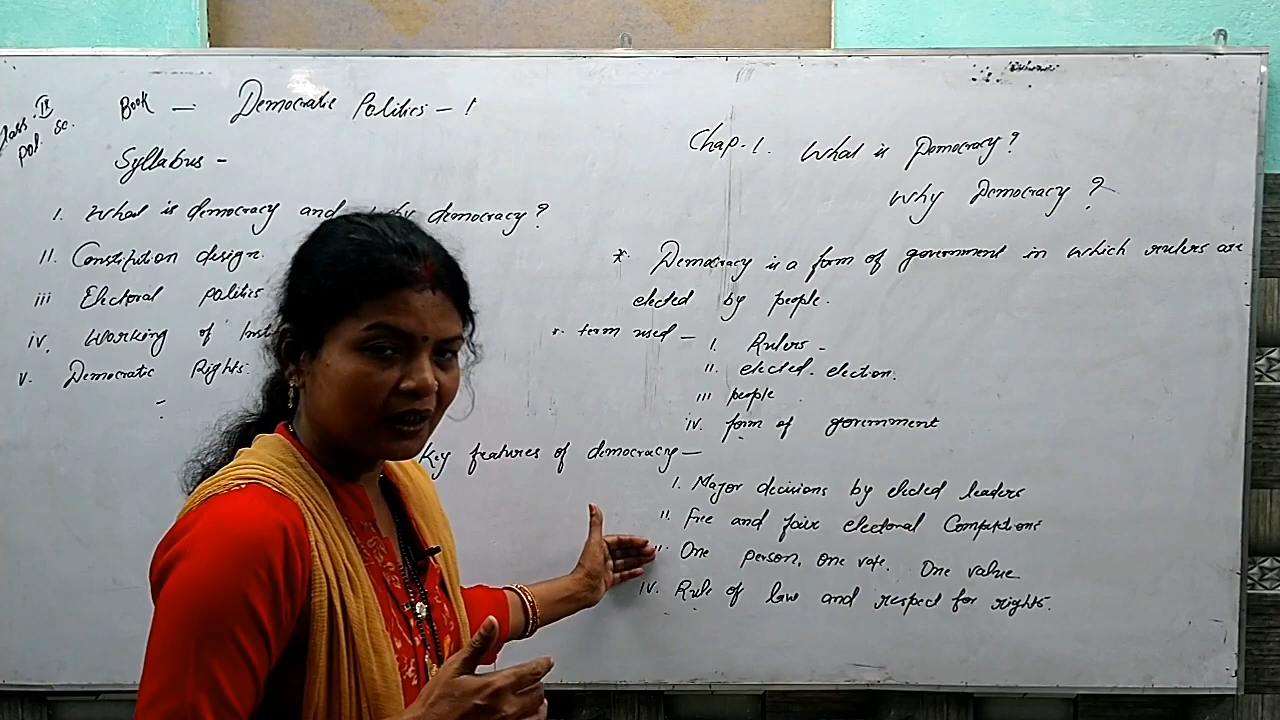 Class - IX
Pol. Sc.
Book — Democratic Politics - 1
Syllabus -
i. What is democracy and why democracy ?
ii. Constitution design.
iii Electoral politics
iv. Working of Inst
v. Democratic Rights.
Chap - 1. What is Democracy ?
Why Democracy ?
* Democracy is a form of government in which rulers are
elected by people.
* term used — i. Rulers -
ii. elected - election.
iii people
iv. form of government
Key features of democracy —
i. Major decisions by elected leaders
ii. Free and fair electoral
One person, one vote. One value
iv. Rule of law and respect for rights.